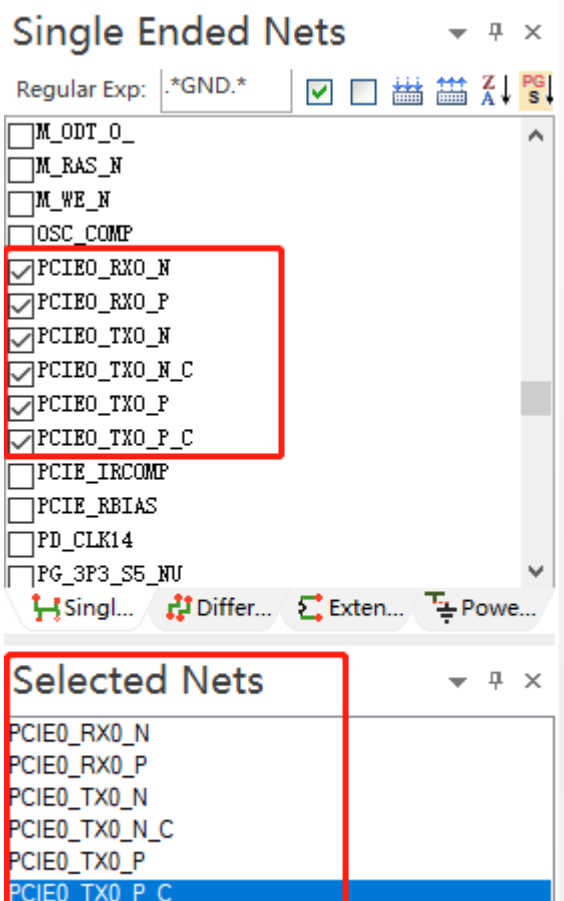 Single Ended Nets
Regular Exp: .*GND.*
Z A PG S
M_ODT_0_
M_RAS_N
M_WE_N
OSC_COMP
PCIE0_RX0_N
PCIE0_RX0_P
PCIE0_TX0_N
PCIE0_TX0_N_C
PCIE0_TX0_P
PCIE0_TX0_P_C
PCIE_IRCOMP
PCIE_RBIAS
PD_CLK14
PG_3P3_S5_NU
Singl... Differ... Exten... Powe...
Selected Nets
PCIE0_RX0_N
PCIE0_RX0_P
PCIE0_TX0_N
PCIE0_TX0_N_C
PCIE0_TX0_P
PCIE0_TX0_P_C